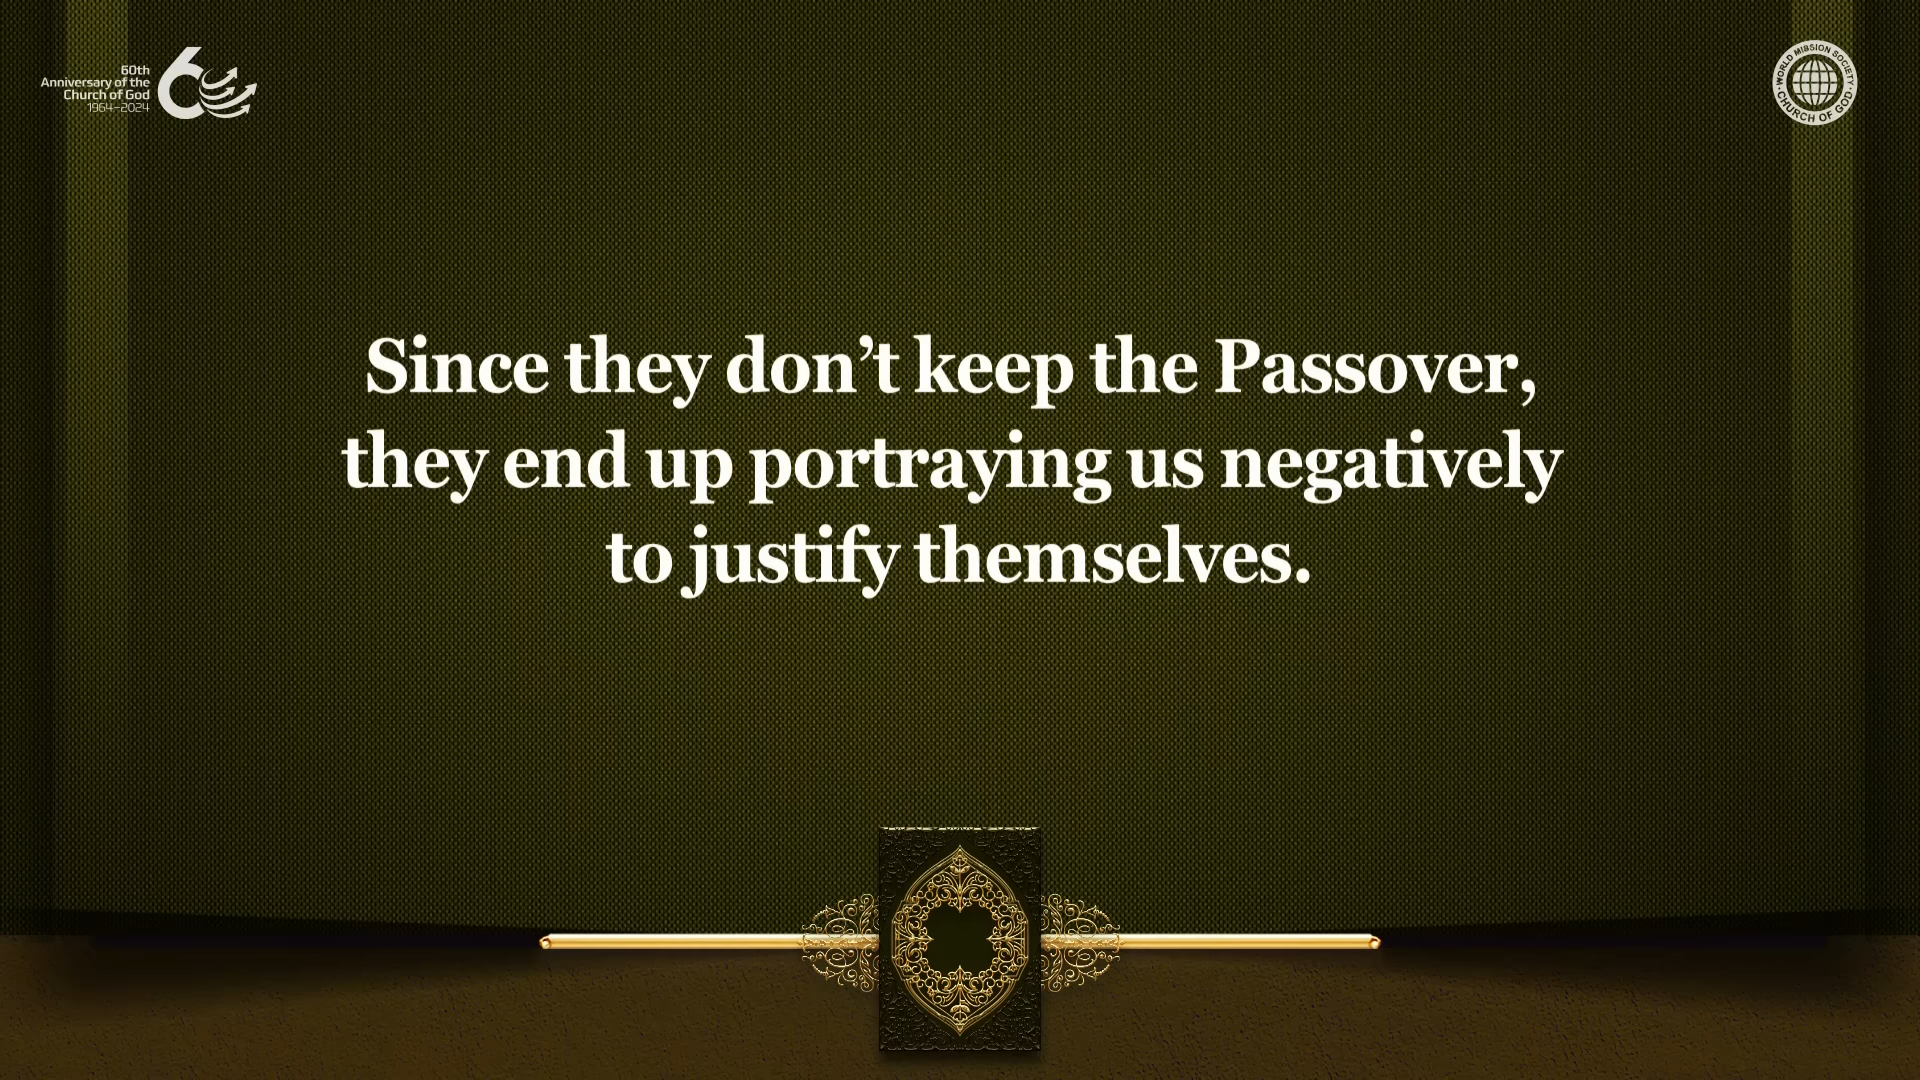 60th
Anniversary of the
Church of God
1964–2024
WORLD MISSION SOCIETY
CHURCH OF GOD
Since they don’t keep the Passover,
they end up portraying us negatively
to justify themselves.